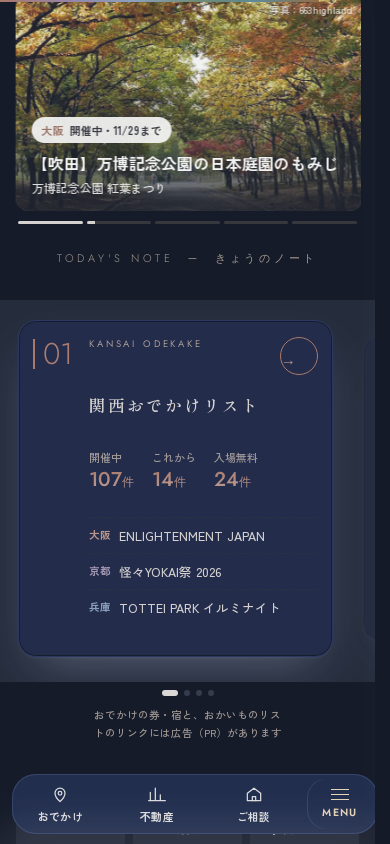 写真：663highland
大阪 開催中・11/29まで
【吹田】万博記念公園の日本庭園のもみじ
万博記念公園 紅葉まつり
TODAY'S NOTE — きょうのノート
01
KANSAI ODEKAKE
→
関西おでかけリスト
開催中 これから 入場無料
107件 14件 24件
大阪 ENLIGHTENMENT JAPAN
京都 怪々YOKAI祭 2026
兵庫 TOTTEI PARK イルミナイト
おでかけの券・宿と、おかいものリス
トのリンクには広告（PR）があります
おでかけ 不動産 ご相談 MENU